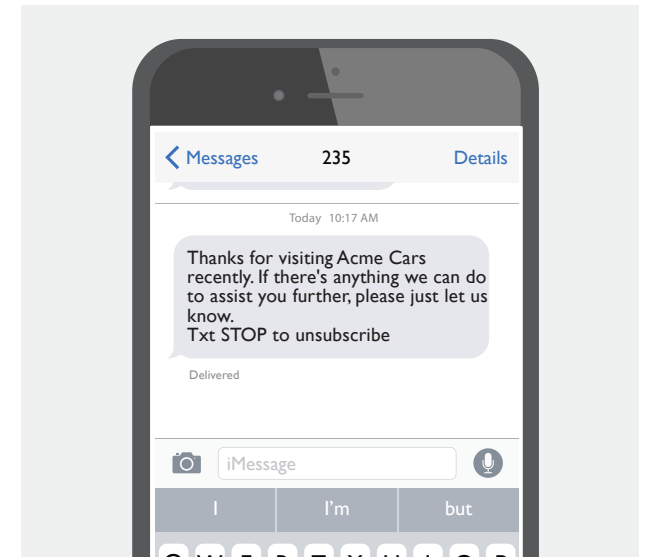 Messages 235 Details
Today 10:17 AM
Thanks for visiting Acme Cars
recently. If there's anything we can do
to assist you further, please just let us
know.
Txt STOP to unsubscribe
Delivered
iMessage
I I'm but